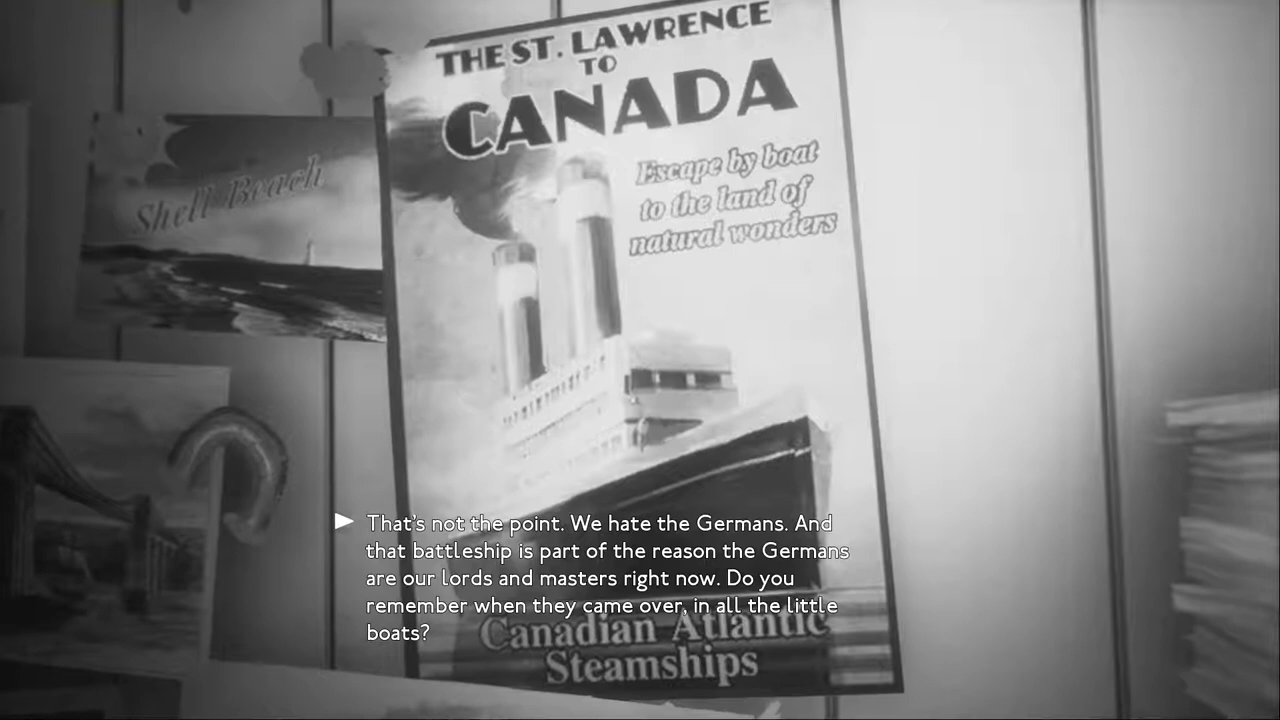 THE ST. LAWRENCE
TO
CANADA
Escape by boat
to the land of
natural wonders
Shell Beach
That's not the point. We hate the Germans. And
that battleship is part of the reason the Germans
are our lords and masters right now. Do you
remember when they came over, in all the little
boats?
Canadian Atlantic
Steamships